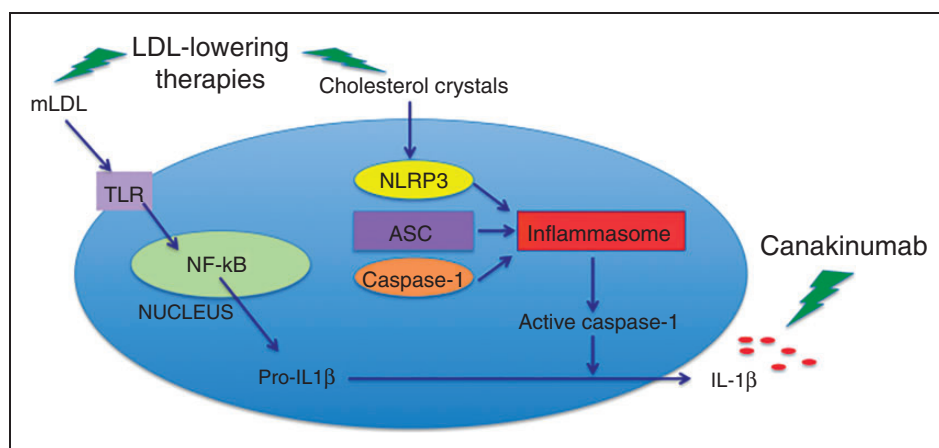 LDL-lowering
therapies
mLDL
Cholesterol crystals
TLR
NLRP3
ASC
Inflammasome
Caspase-1
NF-kB
NUCLEUS
Canakinumab
Active caspase-1
Pro-IL1β
IL-1β